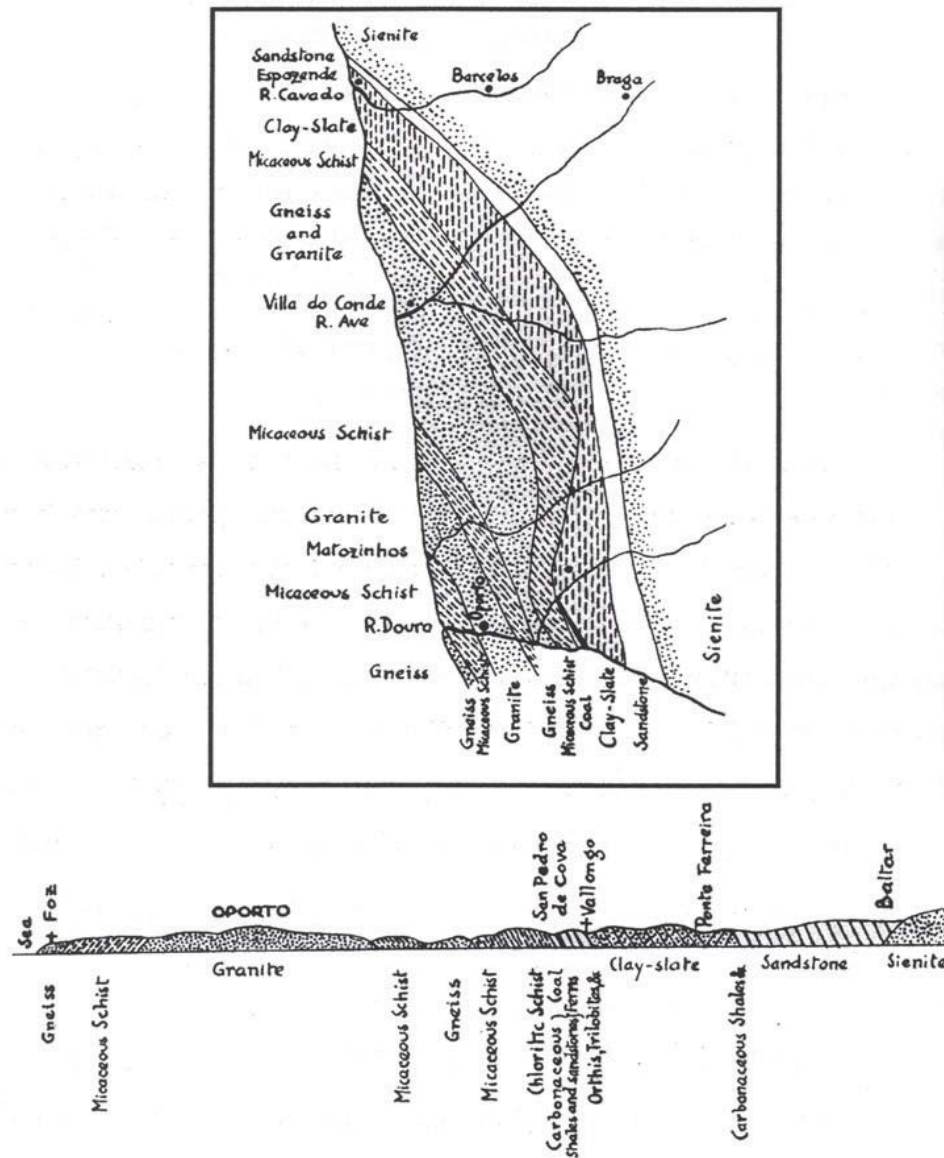 Sienite
Sandstone
Espozende
R. Cavado
Barcelos
Braga
Clay-Slate
Micaceous Schist
Gneiss
and
Granite
Villa do Conde
R. Ave
Micaceous Schist
Granite
Matozinhos
Micaceous Schist
Oporto
R. Douro
Gneiss
Sienite
Gneiss
Micaceous Schist
Granite
Gneiss
Micaceous Schist
Coal
Clay-Slate
Sandstone
Sea
+ Foz
OPORTO
San Pedro
de Cova
+ Vallongo
Ponte Ferreira
Baltar
Gneiss
Micaceous Schist
Granite
Micaceous Schist
Gneiss
Micaceous Schist
Chloritic Schist
Carbonaceous } Coal
Shales and sandstones } Ferns
Orthis, Trilobites, &
Clay-slate
Carbonaceous Shales &
Sandstone
Sienite